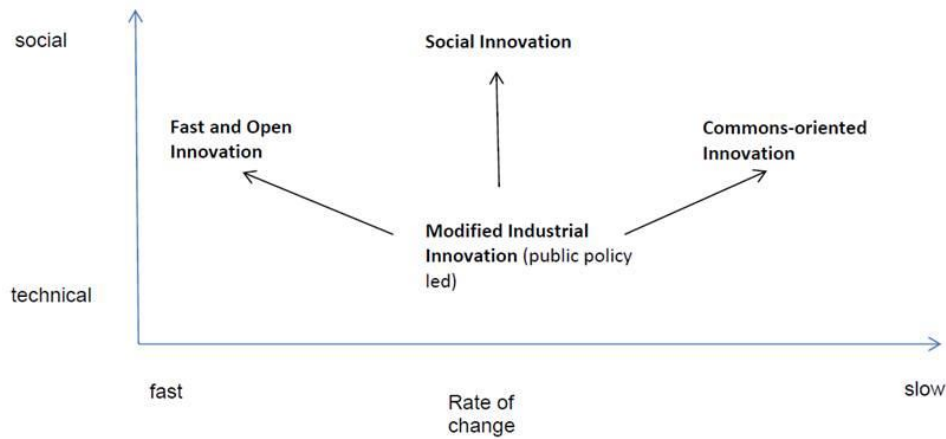 social
Social Innovation
Fast and Open
Innovation
Commons-oriented
Innovation
Modified Industrial
Innovation (public policy
led)
technical
fast
Rate of
change
slow